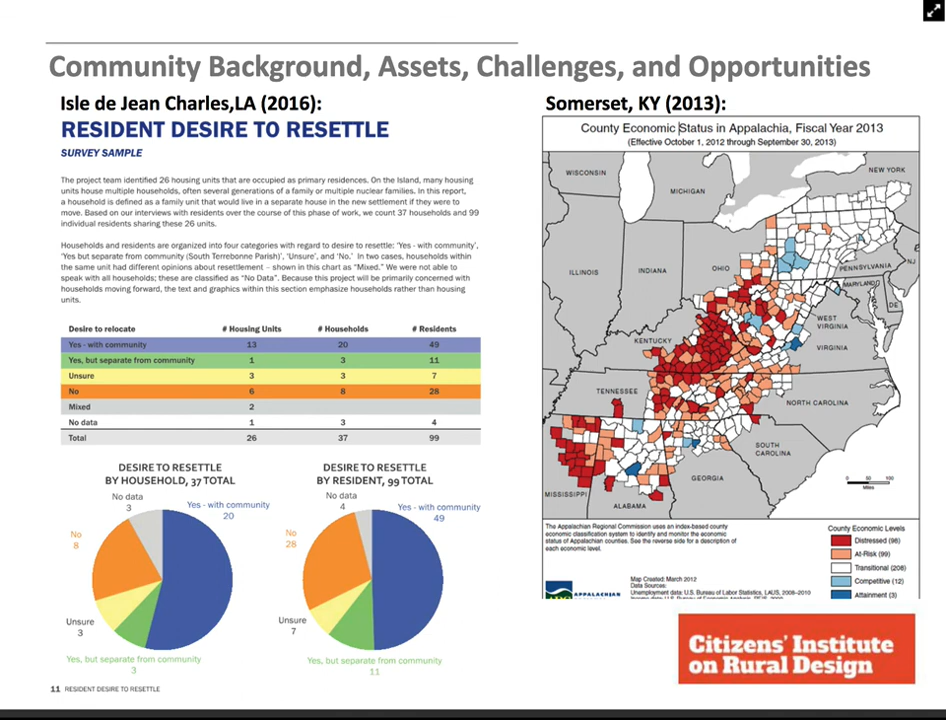 Community Background, Assets, Challenges, and Opportunities
Isle de Jean Charles,LA (2016):
RESIDENT DESIRE TO RESETTLE
SURVEY SAMPLE
The project team identified 26 housing units that are occupied as primary residences. On the Island, many housing
units house multiple households, often several generations of a family or multiple nuclear families. In this report,
a household is defined as a family unit that would live in a separate house in the new settlement if they were to
move. Based on our interviews with residents over the course of this phase of work, we count 37 households and 99
individual residents sharing these 26 units.
Households and residents are organized into four categories with regard to desire to resettle: 'Yes - with community',
'Yes but separate from community (South Terrebonne Parish)', 'Unsure', and 'No.' In two cases, households within
the same unit had different opinions about resettlement – shown in this chart as "Mixed." We were not able to
speak with all households; these are classified as "No Data". Because this project will be primarily concerned with
households moving forward, the text and graphics within this section emphasize households rather than housing
units.
Desire to relocate # Housing Units # Households # Residents
Yes - with community 13 20 49
Yes, but separate from community 1 3 11
Unsure 3 3 7
No 6 8 28
Mixed 2
No data 1 3 4
Total 26 37 99
DESIRE TO RESETTLE
BY HOUSEHOLD, 37 TOTAL
No data
3
Yes - with community
20
No
8
Unsure
3
Yes, but separate from community
3
DESIRE TO RESETTLE
BY RESIDENT, 99 TOTAL
No data
4
Yes - with community
49
No
28
Unsure
7
Yes, but separate from community
11
11 RESIDENT DESIRE TO RESETTLE
Somerset, KY (2013):
County Economic Status in Appalachia, Fiscal Year 2013
(Effective October 1, 2012 through September 30, 2013)
WISCONSIN
NEW YORK
MICHIGAN
ILLINOIS
INDIANA
OHIO
PENNSYLVANIA
NJ
MARYLAND
DE
WEST
VIRGINIA
KENTUCKY
VIRGINIA
TENNESSEE
NORTH CAROLINA
SOUTH
CAROLINA
GEORGIA
MISSISSIPPI
ALABAMA
0 50 100
Miles
The Appalachian Regional Commission uses an index-based county
economic classification system to identify and monitor the economic
status of Appalachian counties. See the reverse side for a description of
each economic level.
County Economic Levels
Distressed (98)
At-Risk (99)
Transitional (208)
Competitive (12)
Attainment (3)
APPALACHIAN
Map Created: March 2012
Data Sources:
Unemployment data: U.S. Bureau of Labor Statistics, LAUS, 2008–2010
Citizens' Institute
on Rural Design